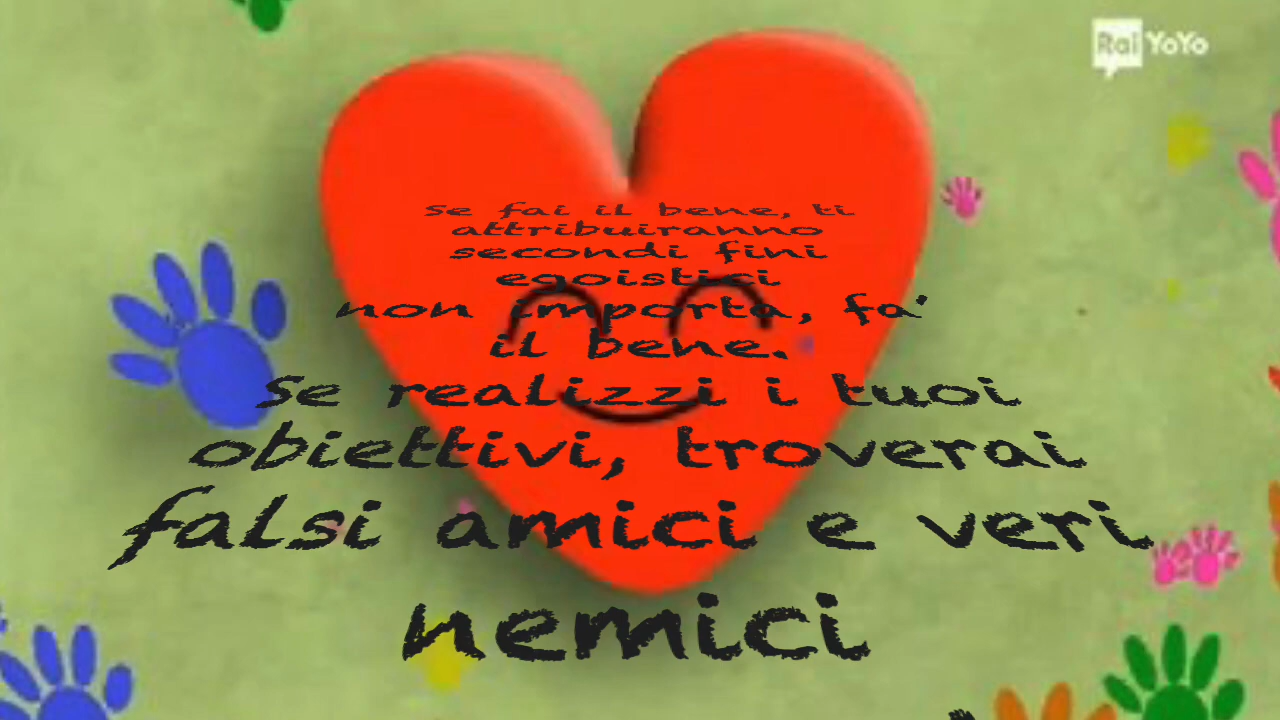 Rai YoYo
Se fai il bene, ti
attribuiranno
secondi fini
egoistici
non importa, fa'
il bene.
Se realizzi i tuoi
obiettivi, troverai
falsi amici e veri
nemici